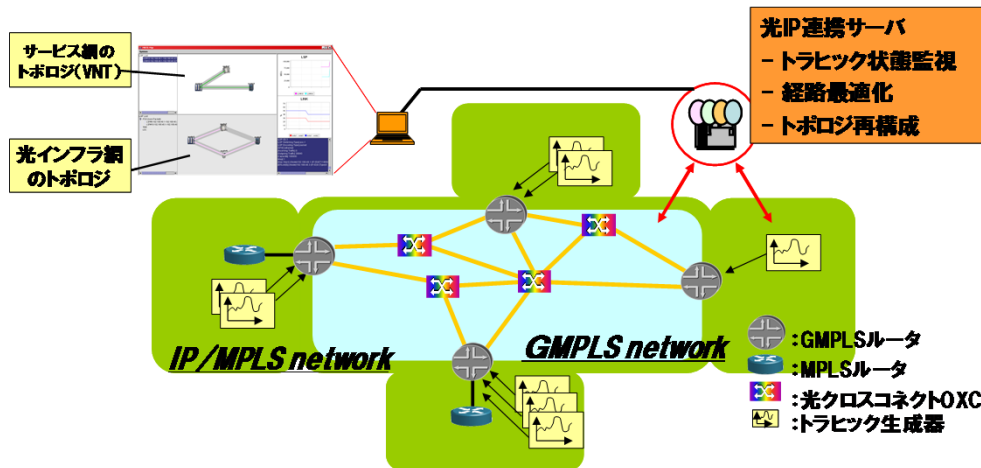 サービス網の
トポロジ(VNT)
光インフラ網
のトポロジ
光IP連携サーバ
- トラヒック状態監視
- 経路最適化
- トポロジ再構成
IP/MPLS network
GMPLS network
:GMPLSルータ
:MPLSルータ
:光クロスコネクトOXC
:トラヒック生成器